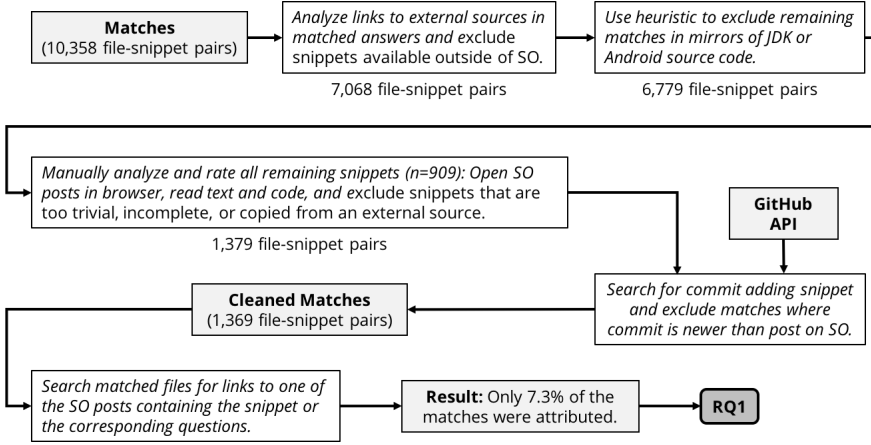 Matches
(10,358 file-snippet pairs)
Analyze links to external sources in
matched answers and exclude
snippets available outside of SO.
7,068 file-snippet pairs
Use heuristic to exclude remaining
matches in mirrors of JDK or
Android source code.
6,779 file-snippet pairs
Manually analyze and rate all remaining snippets (n=909): Open SO
posts in browser, read text and code, and exclude snippets that are
too trivial, incomplete, or copied from an external source.
1,379 file-snippet pairs
GitHub
API
Search for commit adding snippet
and exclude matches where
commit is newer than post on SO.
Cleaned Matches
(1,369 file-snippet pairs)
Search matched files for links to one of
the SO posts containing the snippet or
the corresponding questions.
Result: Only 7.3% of the
matches were attributed.
RQ1